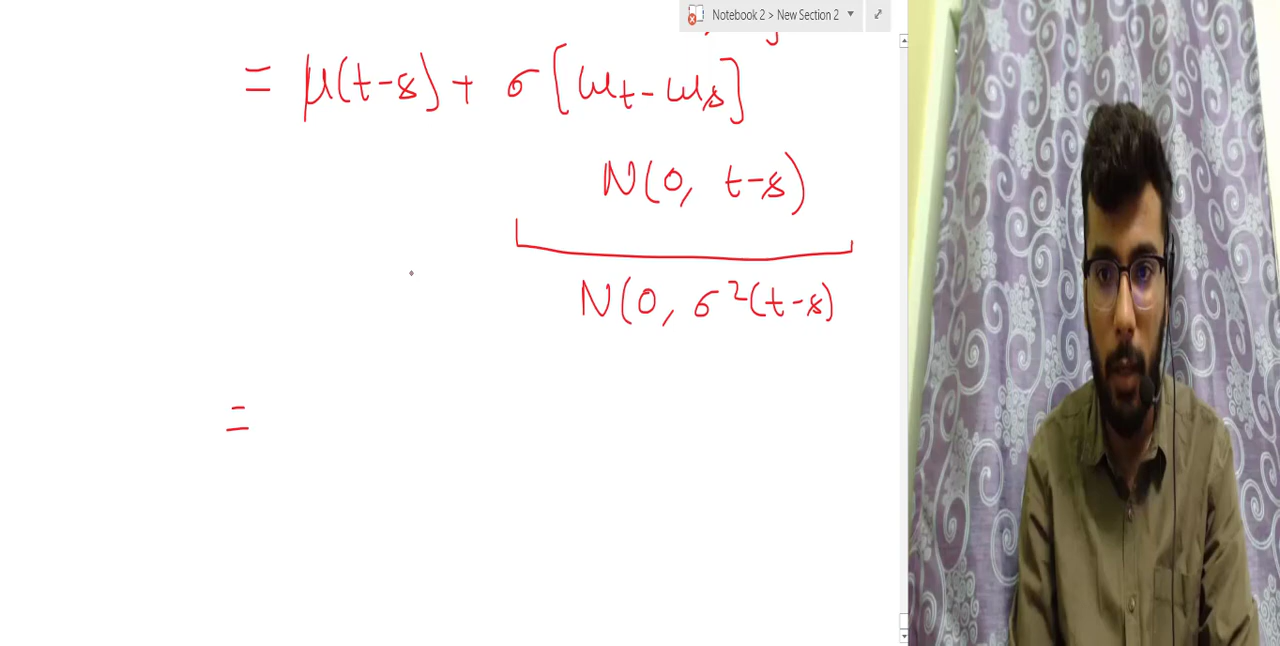 Notebook 2 > New Section 2
= μ(t-s) + σ[W_t - W_s]
N(0, t-s)
N(0, σ²(t-s)
=